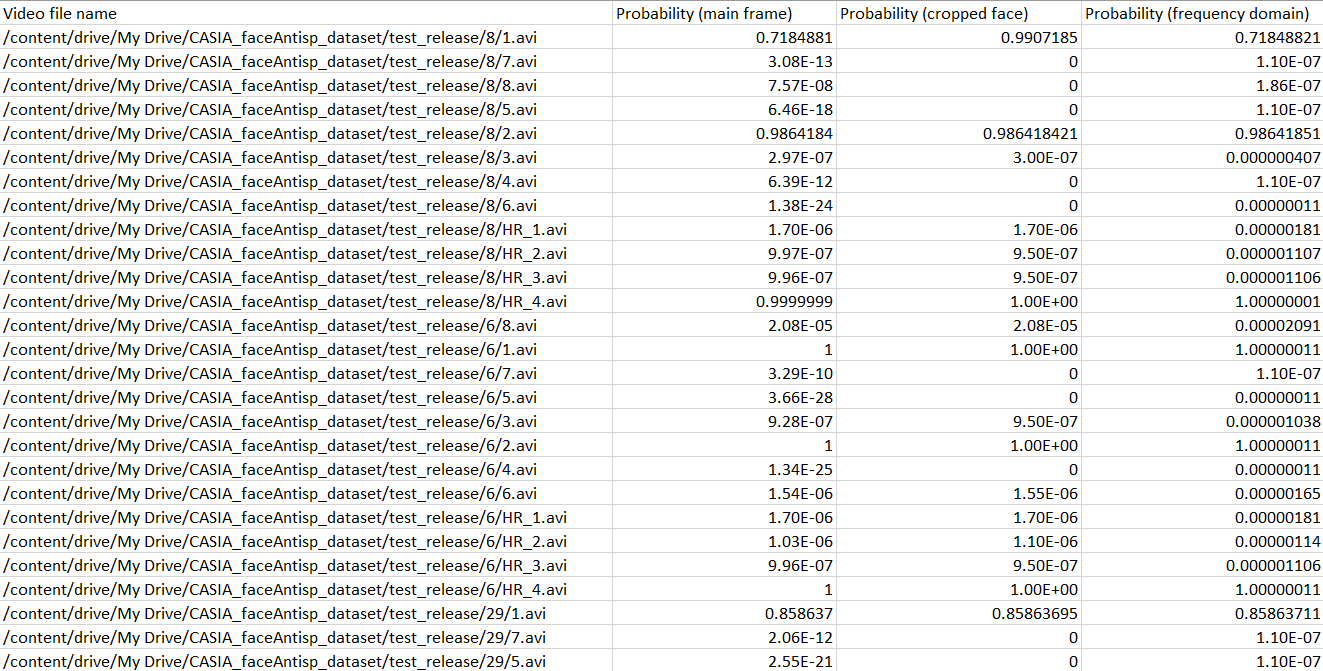 Video file name Probability (main frame) Probability (cropped face) Probability (frequency domain)
/content/drive/My Drive/CASIA_faceAntisp_dataset/test_release/8/1.avi 0.7184881 0.9907185 0.71848821
/content/drive/My Drive/CASIA_faceAntisp_dataset/test_release/8/7.avi 3.08E-13 0 1.10E-07
/content/drive/My Drive/CASIA_faceAntisp_dataset/test_release/8/8.avi 7.57E-08 0 1.86E-07
/content/drive/My Drive/CASIA_faceAntisp_dataset/test_release/8/5.avi 6.46E-18 0 1.10E-07
/content/drive/My Drive/CASIA_faceAntisp_dataset/test_release/8/2.avi 0.9864184 0.986418421 0.98641851
/content/drive/My Drive/CASIA_faceAntisp_dataset/test_release/8/3.avi 2.97E-07 3.00E-07 0.000000407
/content/drive/My Drive/CASIA_faceAntisp_dataset/test_release/8/4.avi 6.39E-12 0 1.10E-07
/content/drive/My Drive/CASIA_faceAntisp_dataset/test_release/8/6.avi 1.38E-24 0 0.00000011
/content/drive/My Drive/CASIA_faceAntisp_dataset/test_release/8/HR_1.avi 1.70E-06 1.70E-06 0.00000181
/content/drive/My Drive/CASIA_faceAntisp_dataset/test_release/8/HR_2.avi 9.97E-07 9.50E-07 0.000001107
/content/drive/My Drive/CASIA_faceAntisp_dataset/test_release/8/HR_3.avi 9.96E-07 9.50E-07 0.000001106
/content/drive/My Drive/CASIA_faceAntisp_dataset/test_release/8/HR_4.avi 0.9999999 1.00E+00 1.00000001
/content/drive/My Drive/CASIA_faceAntisp_dataset/test_release/6/8.avi 2.08E-05 2.08E-05 0.00002091
/content/drive/My Drive/CASIA_faceAntisp_dataset/test_release/6/1.avi 1 1.00E+00 1.00000011
/content/drive/My Drive/CASIA_faceAntisp_dataset/test_release/6/7.avi 3.29E-10 0 1.10E-07
/content/drive/My Drive/CASIA_faceAntisp_dataset/test_release/6/5.avi 3.66E-28 0 0.00000011
/content/drive/My Drive/CASIA_faceAntisp_dataset/test_release/6/3.avi 9.28E-07 9.50E-07 0.000001038
/content/drive/My Drive/CASIA_faceAntisp_dataset/test_release/6/2.avi 1 1.00E+00 1.00000011
/content/drive/My Drive/CASIA_faceAntisp_dataset/test_release/6/4.avi 1.34E-25 0 0.00000011
/content/drive/My Drive/CASIA_faceAntisp_dataset/test_release/6/6.avi 1.54E-06 1.55E-06 0.00000165
/content/drive/My Drive/CASIA_faceAntisp_dataset/test_release/6/HR_1.avi 1.70E-06 1.70E-06 0.00000181
/content/drive/My Drive/CASIA_faceAntisp_dataset/test_release/6/HR_2.avi 1.03E-06 1.10E-06 0.00000114
/content/drive/My Drive/CASIA_faceAntisp_dataset/test_release/6/HR_3.avi 9.96E-07 9.50E-07 0.000001106
/content/drive/My Drive/CASIA_faceAntisp_dataset/test_release/6/HR_4.avi 1 1.00E+00 1.00000011
/content/drive/My Drive/CASIA_faceAntisp_dataset/test_release/29/1.avi 0.858637 0.85863695 0.85863711
/content/drive/My Drive/CASIA_faceAntisp_dataset/test_release/29/7.avi 2.06E-12 0 1.10E-07
/content/drive/My Drive/CASIA_faceAntisp_dataset/test_release/29/5.avi 2.55E-21 0 1.10E-07